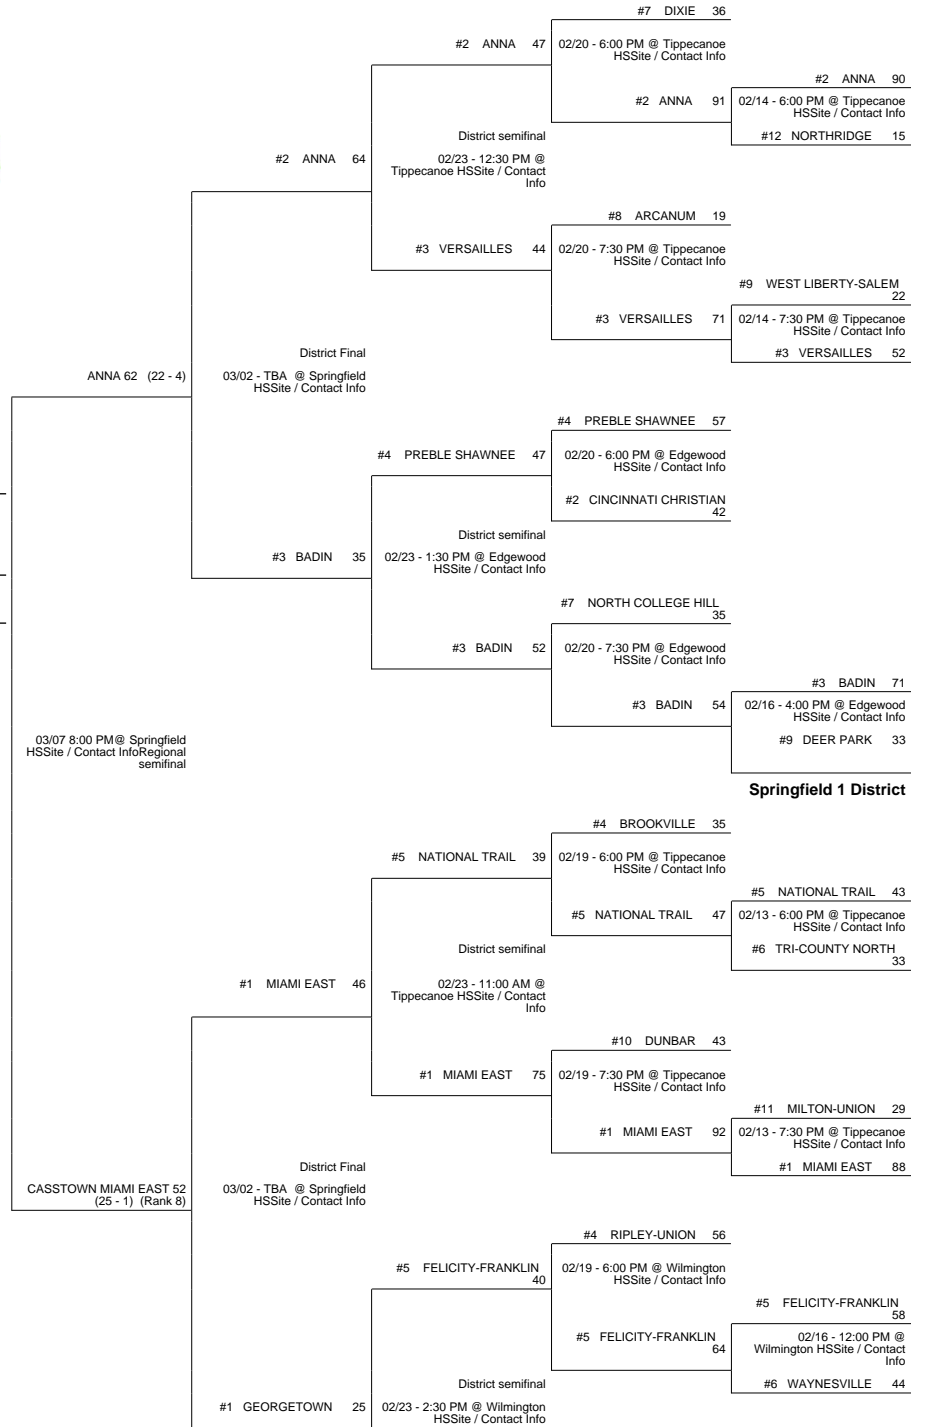 #7 DIXIE 36
#2 ANNA 47
02/20 - 6:00 PM @ Tippecanoe
HSSite / Contact Info
#2 ANNA 90
#2 ANNA 91
02/14 - 6:00 PM @ Tippecanoe
HSSite / Contact Info
#12 NORTHRIDGE 15
District semifinal
#2 ANNA 64
02/23 - 12:30 PM @
Tippecanoe HSSite / Contact
Info
#8 ARCANUM 19
#3 VERSAILLES 44
02/20 - 7:30 PM @ Tippecanoe
HSSite / Contact Info
#9 WEST LIBERTY-SALEM
22
#3 VERSAILLES 71
02/14 - 7:30 PM @ Tippecanoe
HSSite / Contact Info
#3 VERSAILLES 52
District Final
ANNA 62 (22 - 4)
03/02 - TBA @ Springfield
HSSite / Contact Info
#4 PREBLE SHAWNEE 57
#4 PREBLE SHAWNEE 47
02/20 - 6:00 PM @ Edgewood
HSSite / Contact Info
#2 CINCINNATI CHRISTIAN
42
District semifinal
#3 BADIN 35
02/23 - 1:30 PM @ Edgewood
HSSite / Contact Info
#7 NORTH COLLEGE HILL
35
#3 BADIN 52
02/20 - 7:30 PM @ Edgewood
HSSite / Contact Info
#3 BADIN 71
#3 BADIN 54
02/16 - 4:00 PM @ Edgewood
HSSite / Contact Info
#9 DEER PARK 33
03/07 8:00 PM@ Springfield
HSSite / Contact InfoRegional
semifinal
Springfield 1 District
#4 BROOKVILLE 35
#5 NATIONAL TRAIL 39
02/19 - 6:00 PM @ Tippecanoe
HSSite / Contact Info
#5 NATIONAL TRAIL 43
#5 NATIONAL TRAIL 47
02/13 - 6:00 PM @ Tippecanoe
HSSite / Contact Info
#6 TRI-COUNTY NORTH
33
District semifinal
#1 MIAMI EAST 46
02/23 - 11:00 AM @
Tippecanoe HSSite / Contact
Info
#10 DUNBAR 43
#1 MIAMI EAST 75
02/19 - 7:30 PM @ Tippecanoe
HSSite / Contact Info
#11 MILTON-UNION 29
#1 MIAMI EAST 92
02/13 - 7:30 PM @ Tippecanoe
HSSite / Contact Info
#1 MIAMI EAST 88
District Final
CASSTOWN MIAMI EAST 52
(25 - 1) (Rank 8)
03/02 - TBA @ Springfield
HSSite / Contact Info
#4 RIPLEY-UNION 56
#5 FELICITY-FRANKLIN
40
02/19 - 6:00 PM @ Wilmington
HSSite / Contact Info
#5 FELICITY-FRANKLIN
58
#5 FELICITY-FRANKLIN
64
02/16 - 12:00 PM @
Wilmington HSSite / Contact
Info
#6 WAYNESVILLE 44
District semifinal
#1 GEORGETOWN 25
02/23 - 2:30 PM @ Wilmington
HSSite / Contact Info